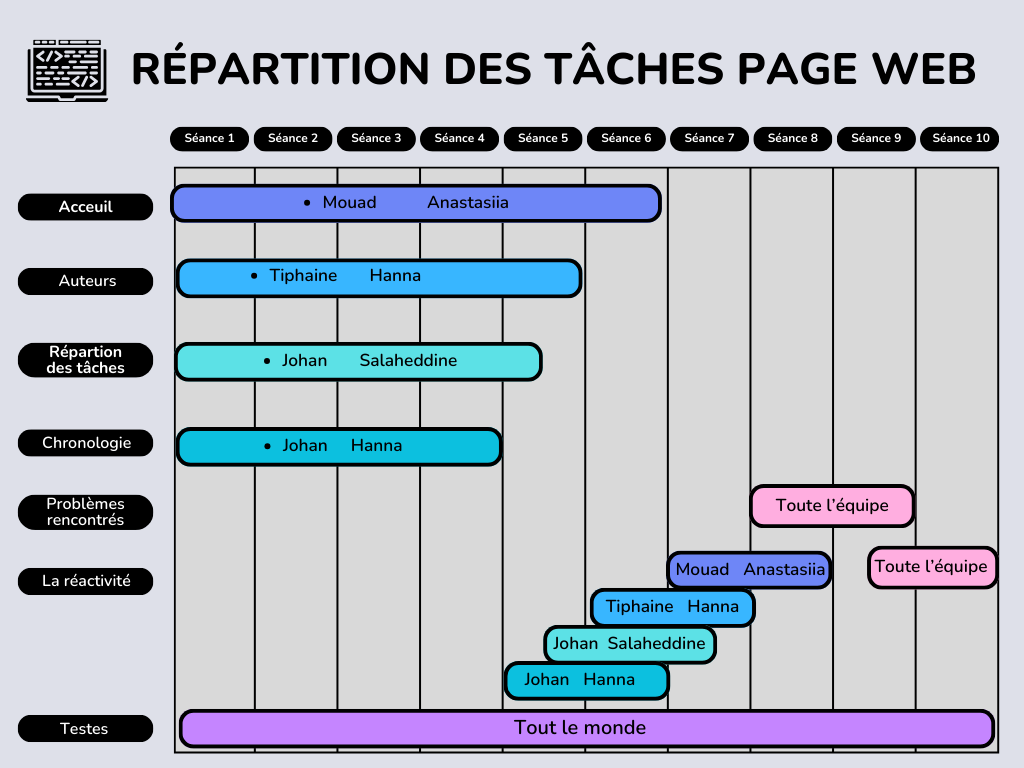 RÉPARTITION DES TÂCHES PAGE WEB
Séance 1 Séance 2 Séance 3 Séance 4 Séance 5 Séance 6 Séance 7 Séance 8 Séance 9 Séance 10
Acceuil
• Mouad Anastasiia
Auteurs
• Tiphaine Hanna
Répartion
des tâches
• Johan Salaheddine
Chronologie
• Johan Hanna
Problèmes
rencontrés
Toute l’équipe
La réactivité
Mouad Anastasiia
Toute l’équipe
Tiphaine Hanna
Johan Salaheddine
Johan Hanna
Testes
Tout le monde